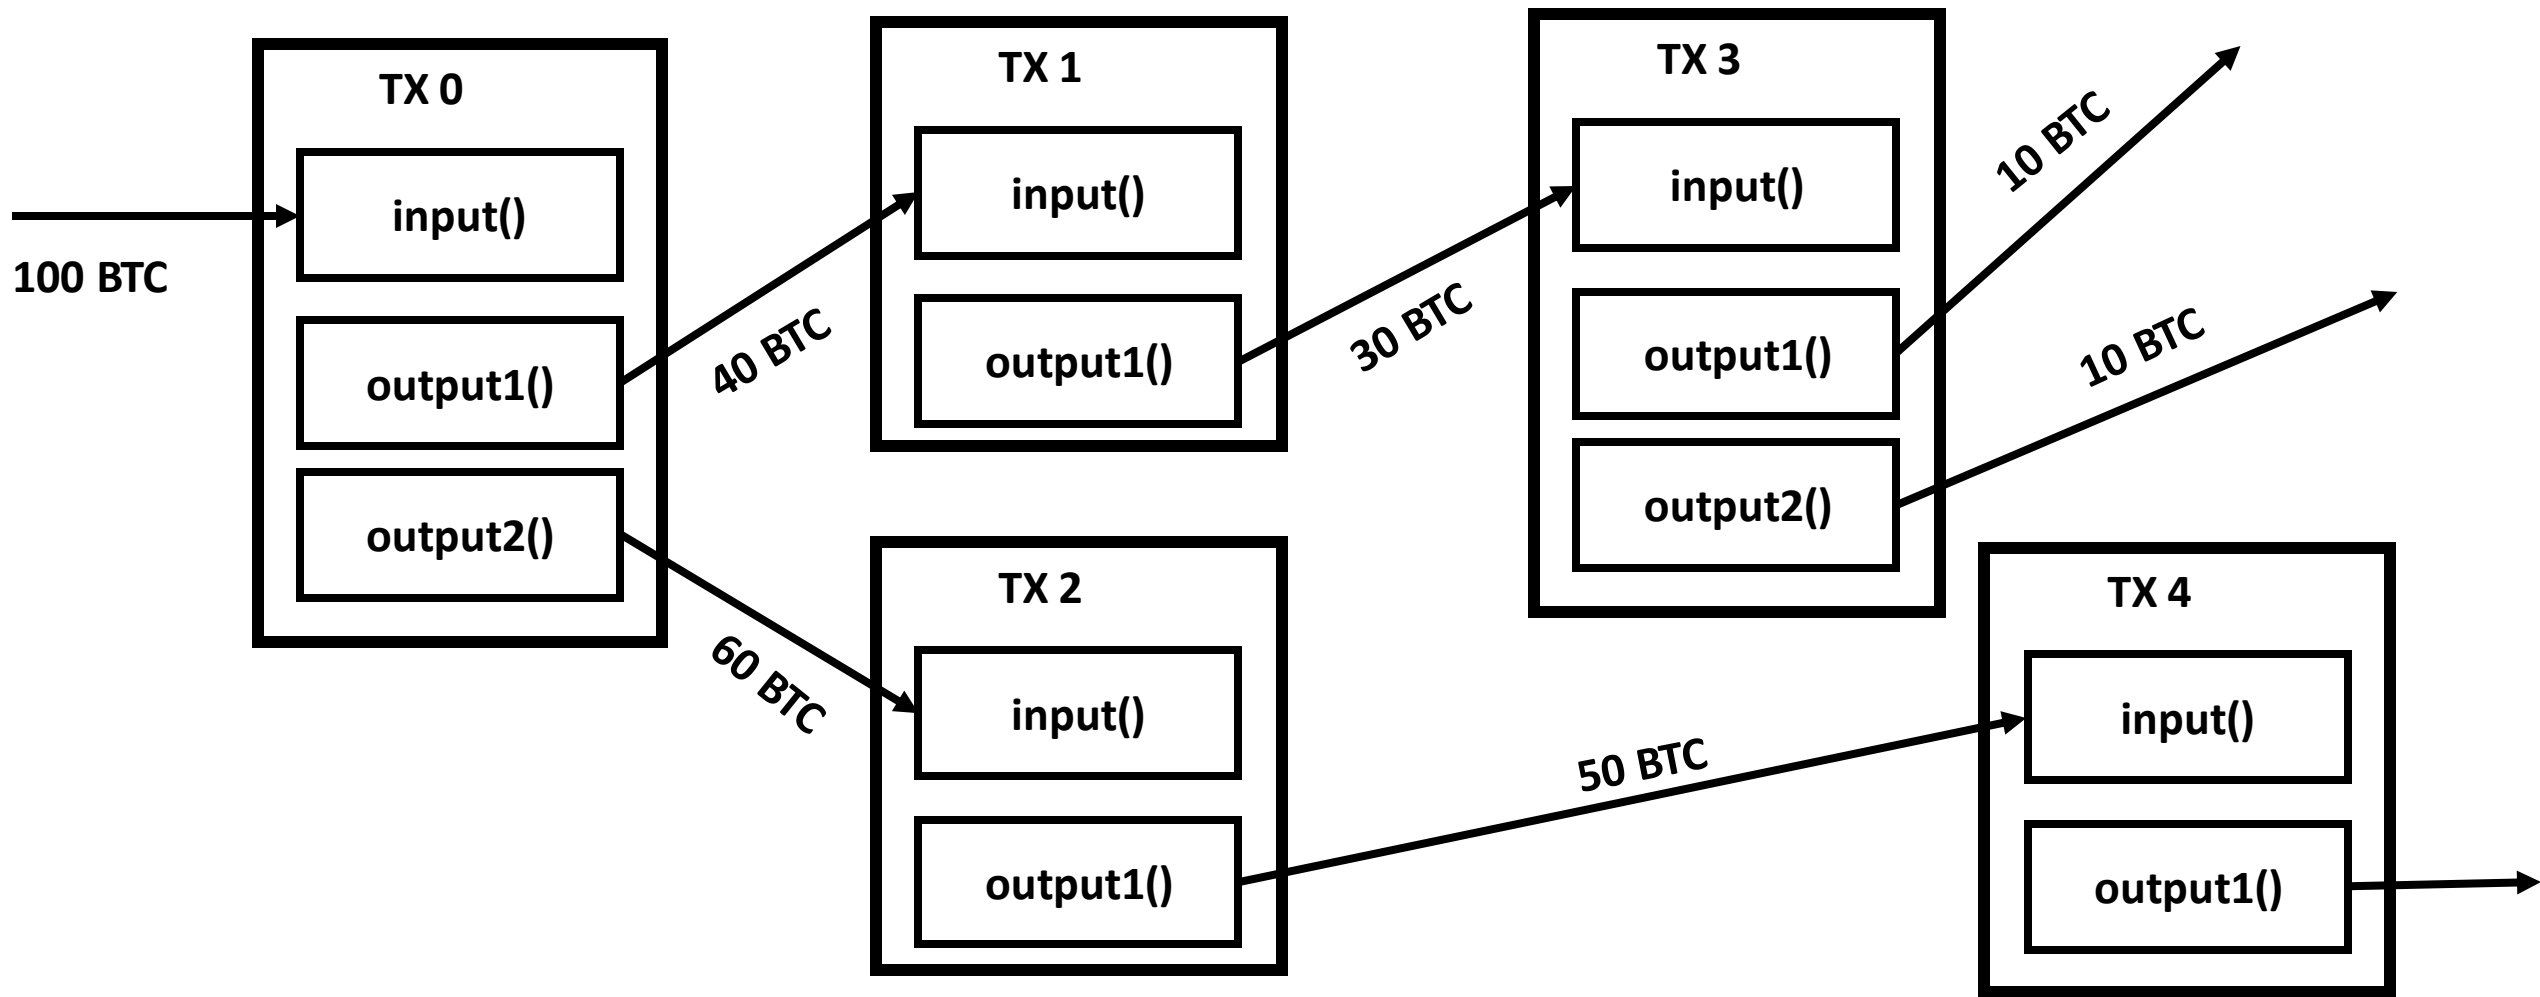 TX 0
input()
output1()
output2()
100 BTC
40 BTC
60 BTC
TX 1
input()
output1()
30 BTC
TX 2
input()
output1()
50 BTC
TX 3
input()
output1()
output2()
10 BTC
10 BTC
TX 4
input()
output1()